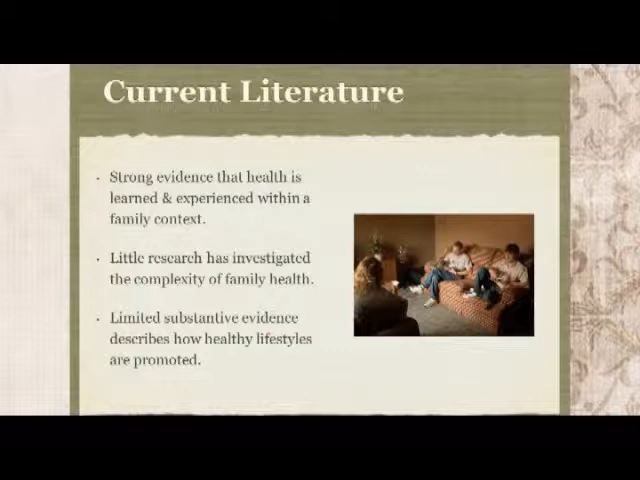 Current Literature
Strong evidence that health is
learned & experienced within a
family context.
Little research has investigated
the complexity of family health.
Limited substantive evidence
describes how healthy lifestyles
are promoted.